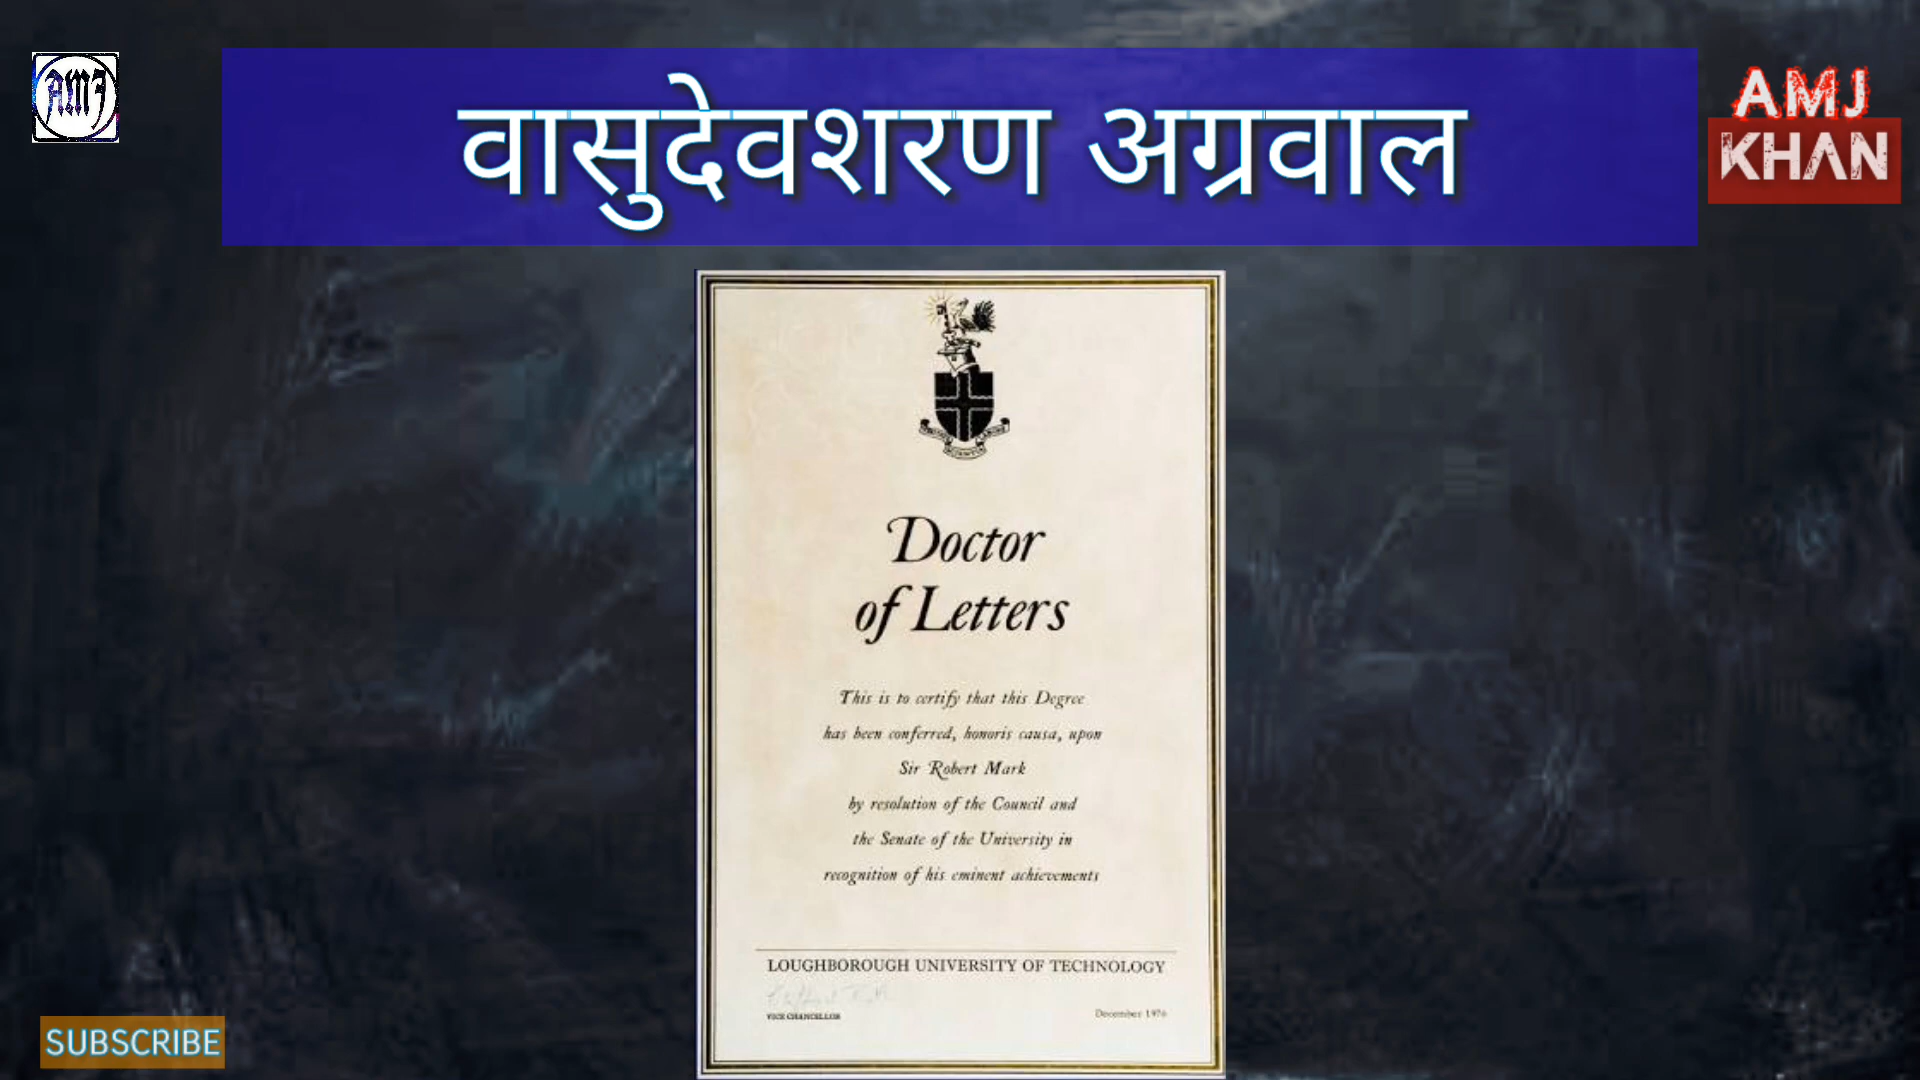 AMJ
वासुदेवशरण अग्रवाल
AMJ
KHAN
Doctor
of Letters
This is to certify that this Degree
has been conferred, honoris causa, upon
Sir Robert Mark
by resolution of the Council and
the Senate of the University in
recognition of his eminent achievements
LOUGHBOROUGH UNIVERSITY OF TECHNOLOGY
VICE CHANCELLOR
December 1976
SUBSCRIBE